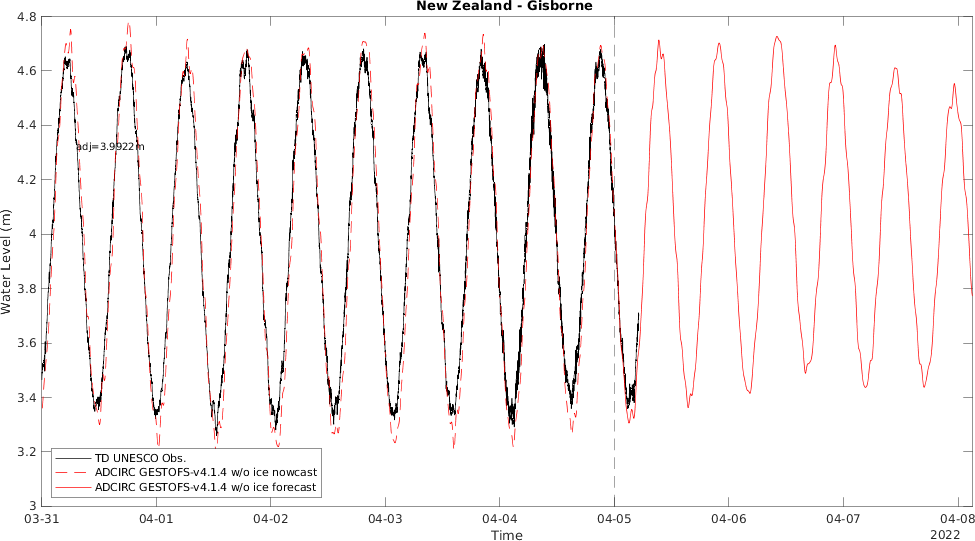 New Zealand - Gisborne
4.8
4.6
4.4
4.2
4
3.8
3.6
3.4
3.2
3
Water Level (m)
adj=3.9922m
TD UNESCO Obs.
ADCIRC GESTOFS-v4.1.4 w/o ice nowcast
ADCIRC GESTOFS-v4.1.4 w/o ice forecast
03-31 04-01 04-02 04-03 04-04 04-05 04-06 04-07 04-08
Time
2022